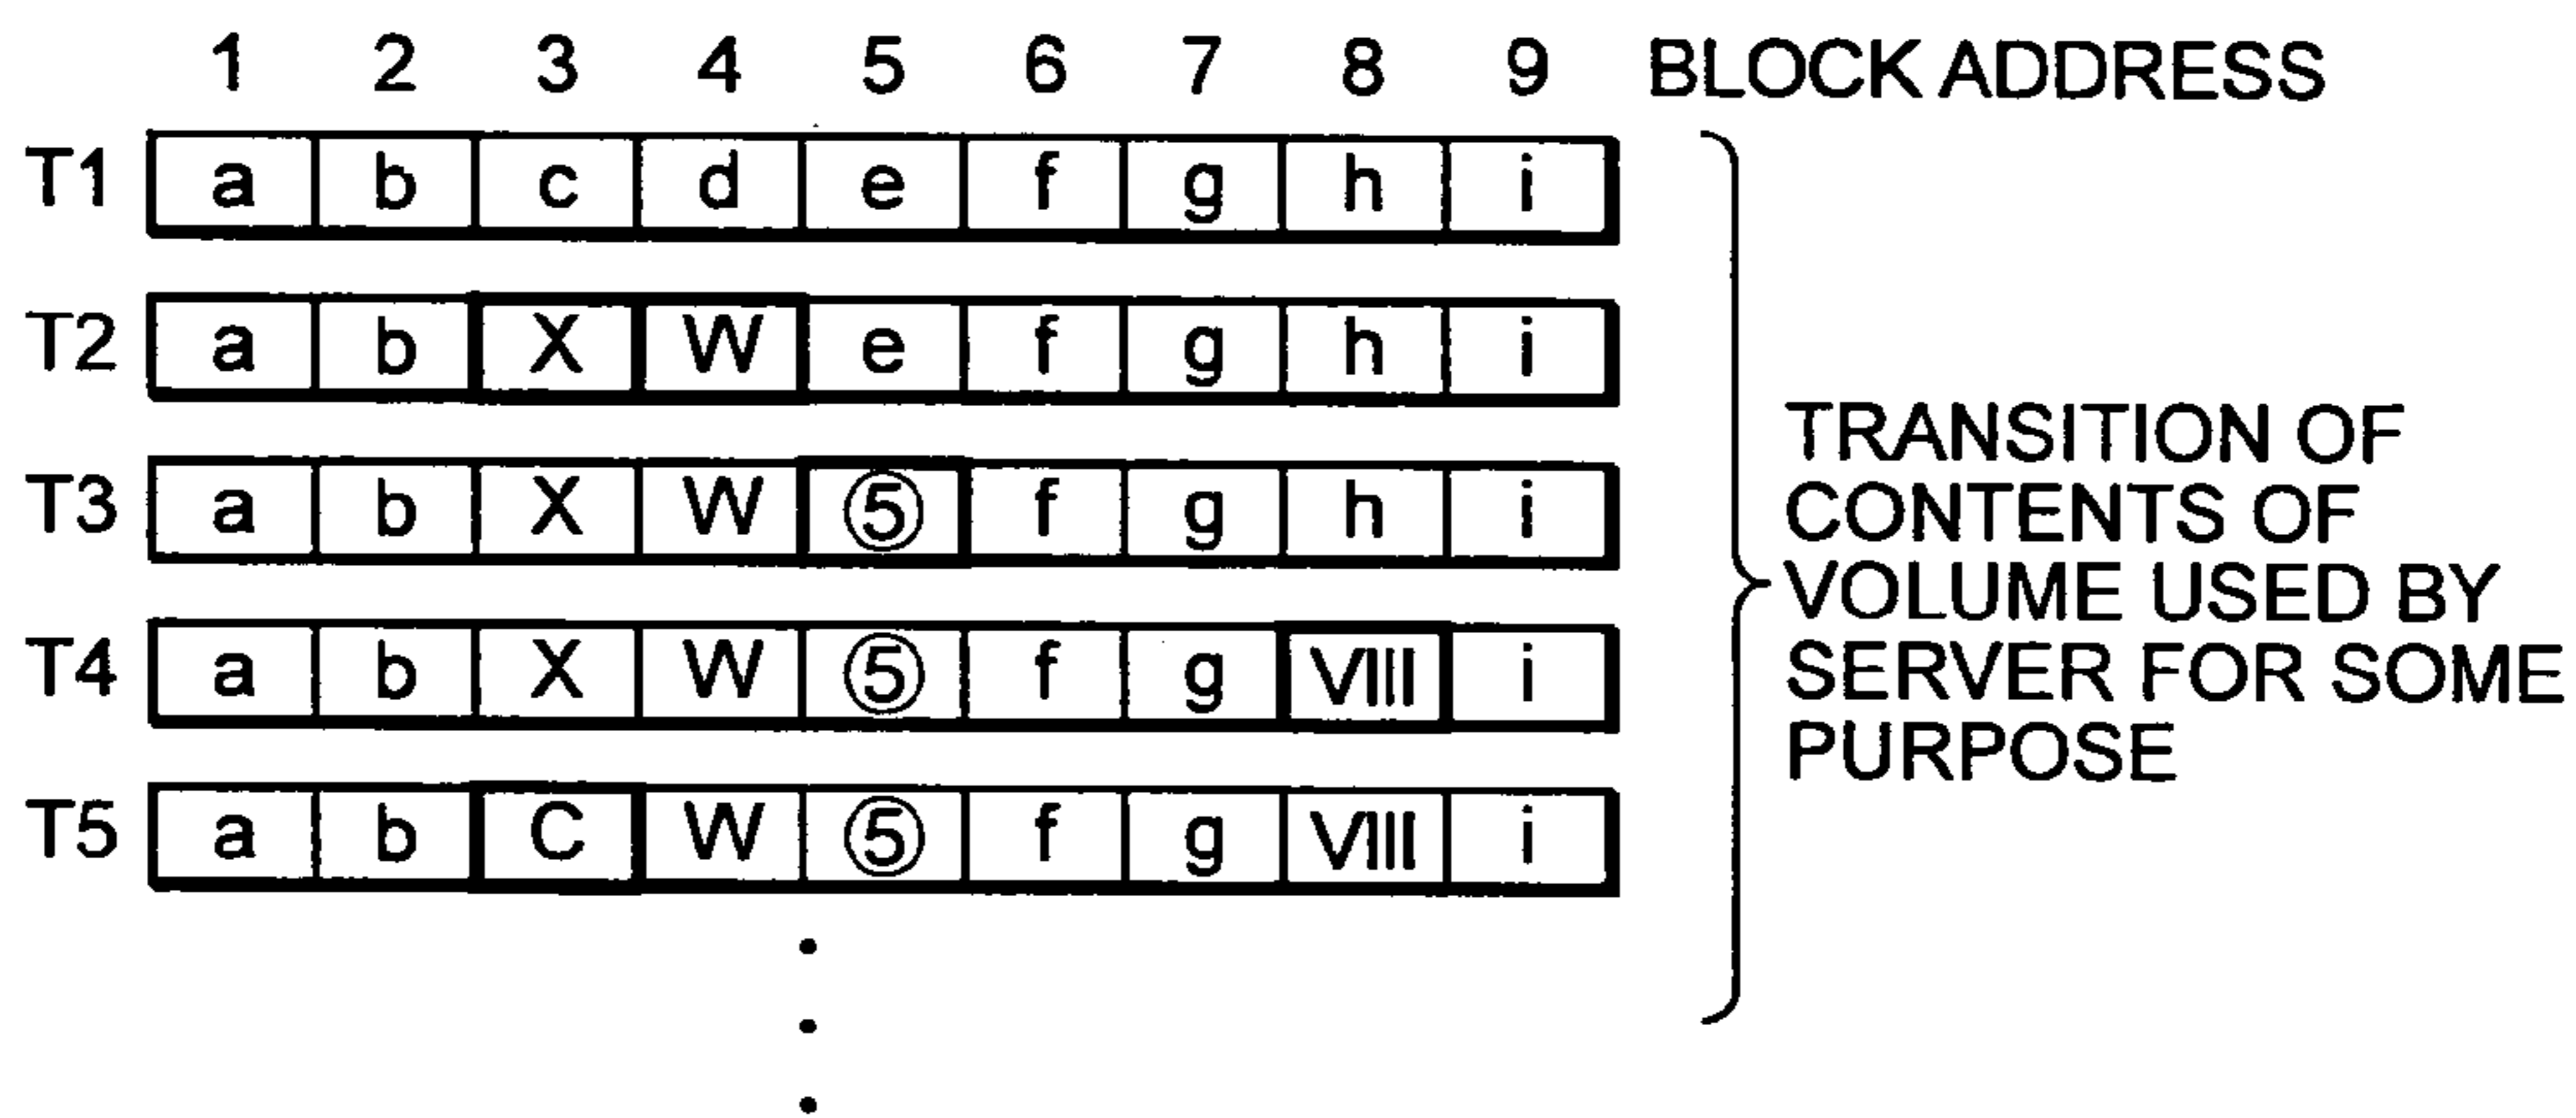 1 2 3 4 5 6 7 8 9 BLOCK ADDRESS
T1 a b c d e f g h i
T2 a b X W e f g h i
T3 a b X W ⑤ f g h i
T4 a b X W ⑤ f g VIII i
T5 a b C W ⑤ f g VIII i
TRANSITION OF
CONTENTS OF
VOLUME USED BY
SERVER FOR SOME
PURPOSE